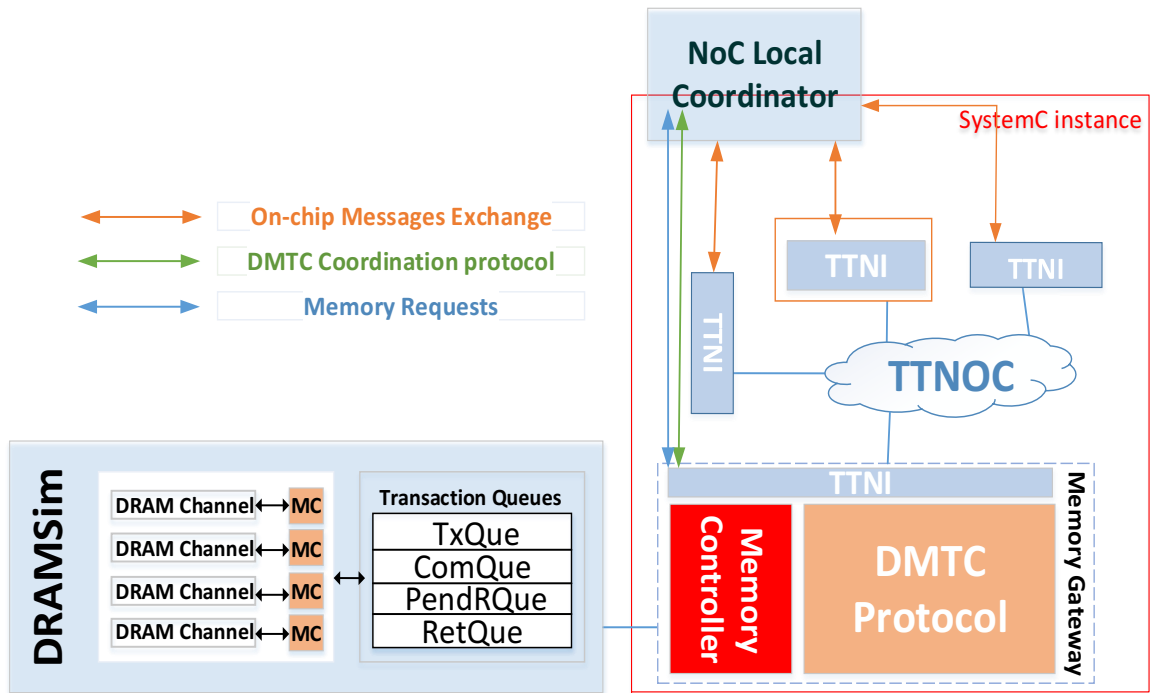 NoC Local
Coordinator
SystemC instance
On-chip Messages Exchange
DMTC Coordination protocol
Memory Requests
TTNI
TTNI
TTNI
TTNOC
TTNI
Memory
Controller
DMTC
Protocol
Memory Gateway
DRAMSim
DRAM Channel
MC
DRAM Channel
MC
DRAM Channel
MC
DRAM Channel
MC
Transaction Queues
TxQue
ComQue
PendRQue
RetQue